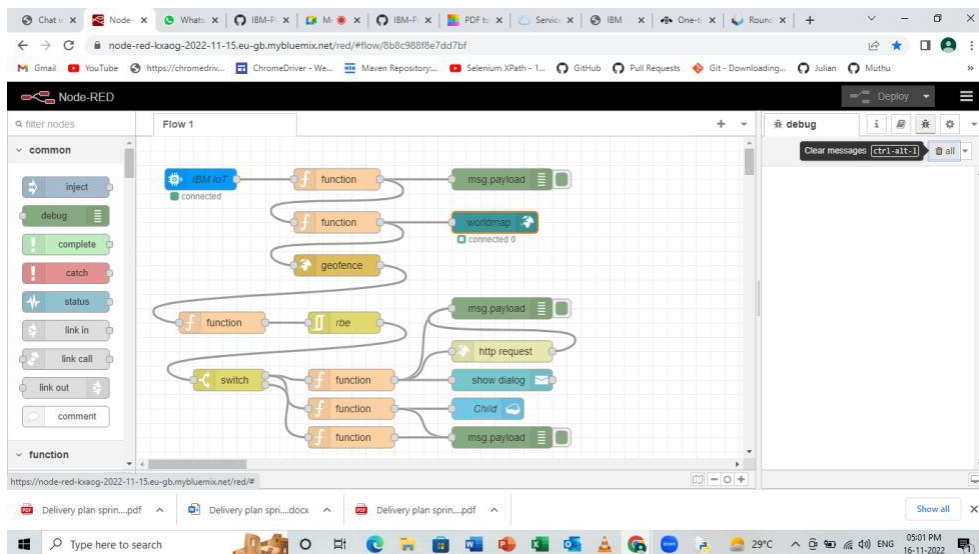 Chat u
Node-
Whats
IBM-P
M
IBM-P
PDF to
Servic
IBM
One-t
Round
node-red-kxaog-2022-11-15.eu-gb.mybluemix.net/red/#flow/8b8c988f8e7dd7bf
Gmail YouTube https://chromedriv... ChromeDriver - We... Maven Repository:... Selenium XPath - 1... GitHub Pull Requests Git - Downloading... Julian Muthu
Node-RED
Deploy
filter nodes
Flow 1
debug
i
all
Clear messages ctrl-alt-l
common
inject
debug
complete
catch
status
link in
link call
link out
comment
function
IBM IoT
connected
function
msg.payload
function
worldmap
connected 0
geofence
function
rbe
msg.payload
http request
switch
function
show dialog
function
Child
function
msg.payload
https://node-red-kxaog-2022-11-15.eu-gb.mybluemix.net/red/#
Delivery plan sprin....pdf
Delivery plan spri....docx
Delivery plan sprin....pdf
Show all
Type here to search
29°C
ENG
05:01 PM
16-11-2022